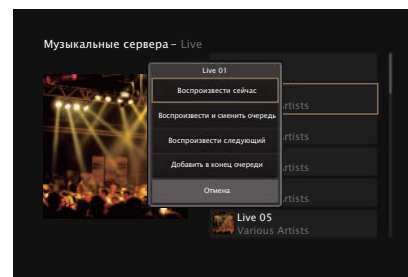 Музыкальные сервера – Live
Live 01
Воспроизвести сейчас
Воспроизвести и сменить очередь
Воспроизвести следующий
Добавить в конец очереди
Отмена
Artists
Artists
Artists
Artists
Live 05
Various Artists